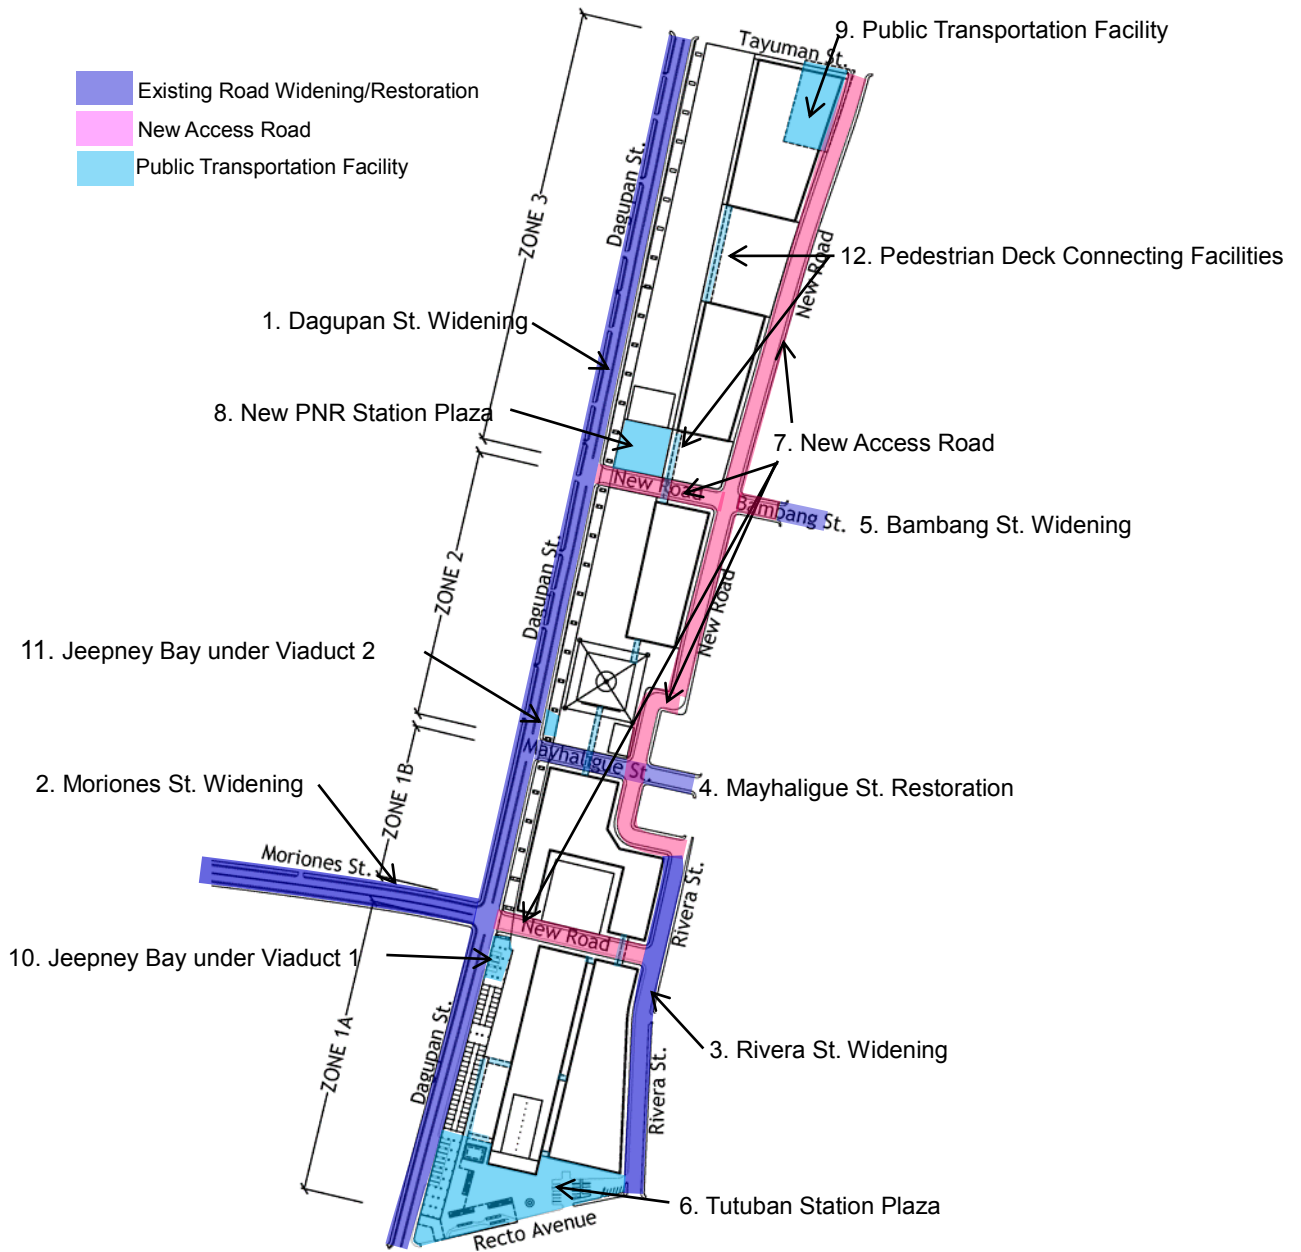 9. Public Transportation Facility
Tayuman St.
Existing Road Widening/Restoration
New Access Road
Public Transportation Facility
Dagupan St.
ZONE 3
12. Pedestrian Deck Connecting Facilities
New Road
1. Dagupan St. Widening
8. New PNR Station Plaza
7. New Access Road
New Road
Bambang St.
5. Bambang St. Widening
ZONE 2
Dagupan St.
New Road
11. Jeepney Bay under Viaduct 2
Mayhaligue St.
ZONE 1B
2. Moriones St. Widening
4. Mayhaligue St. Restoration
Moriones St.
Rivera St.
New Road
10. Jeepney Bay under Viaduct 1
ZONE 1A
Dagupan St.
3. Rivera St. Widening
Rivera St.
6. Tutuban Station Plaza
Recto Avenue